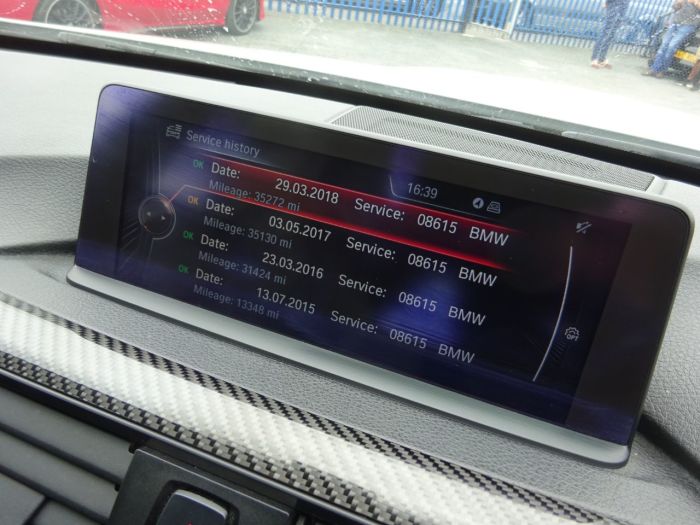 Service history
16:39
OK Date: 29.03.2018 Service: 08615 BMW
Mileage: 35272 mi
OK Date: 03.05.2017 Service: 08615 BMW
Mileage: 35130 mi
OK Date: 23.03.2016 Service: 08615 BMW
Mileage: 31424 mi
OK Date: 13.07.2015 Service: 08615 BMW
Mileage: 13348 mi
OPT